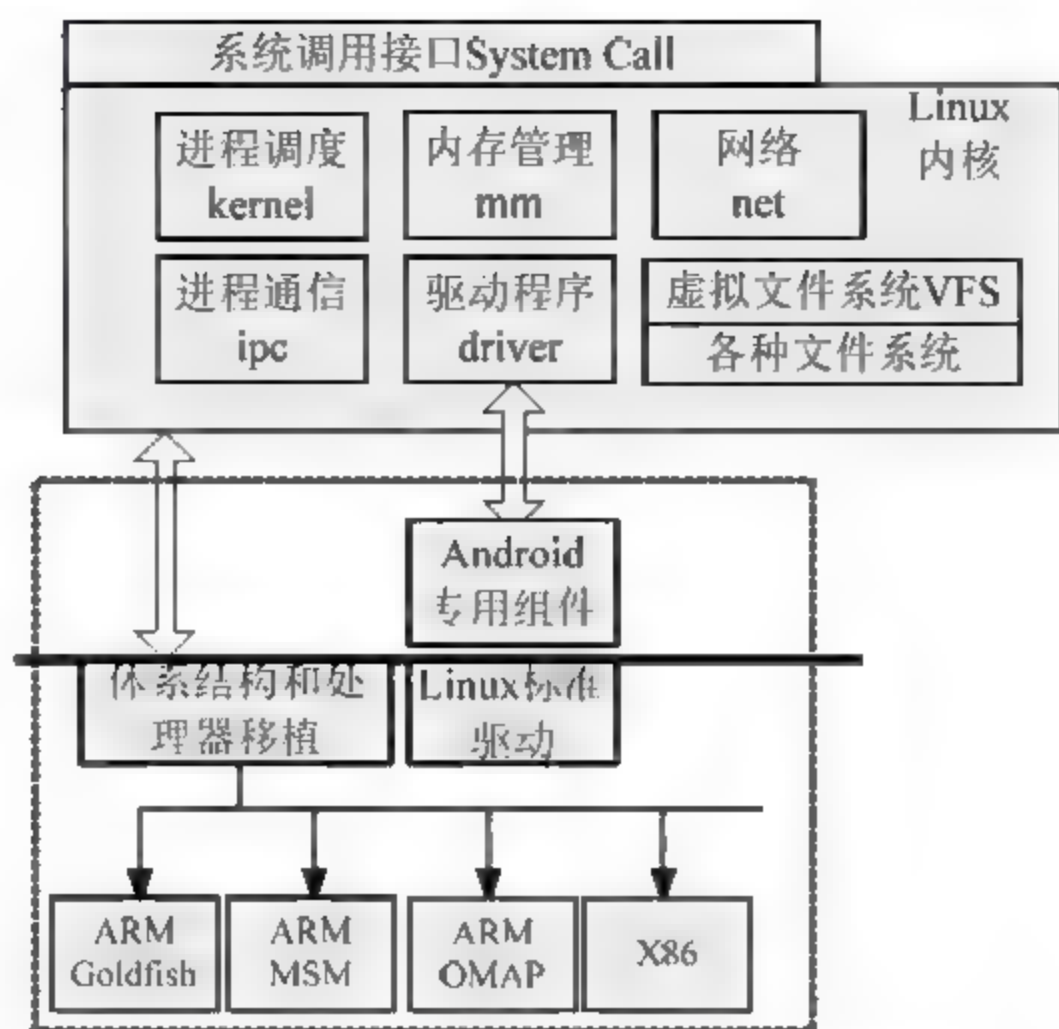 系统调用接口System Call
Linux
内核
进程调度
kernel
内存管理
mm
网络
net
进程通信
ipc
驱动程序
driver
虚拟文件系统VFS
各种文件系统
Android
专用组件
体系结构和处
理器移植
Linux标准
驱动
ARM
Goldfish
ARM
MSM
ARM
OMAP
X86